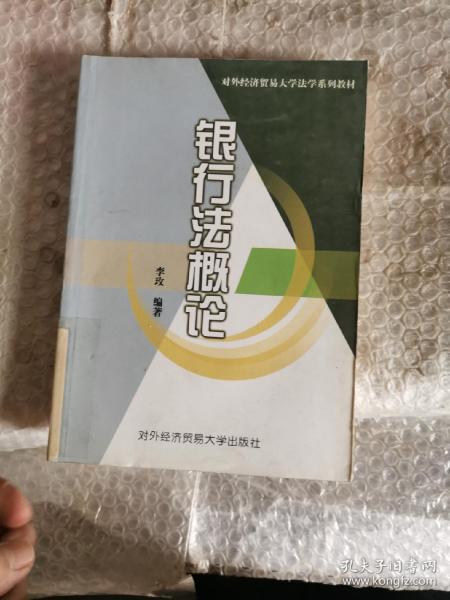 对外经济贸易大学法学系列教材
银行法概论
李玫 编著
对外经济贸易大学出版社
孔夫子旧书网
www.kongfz.com